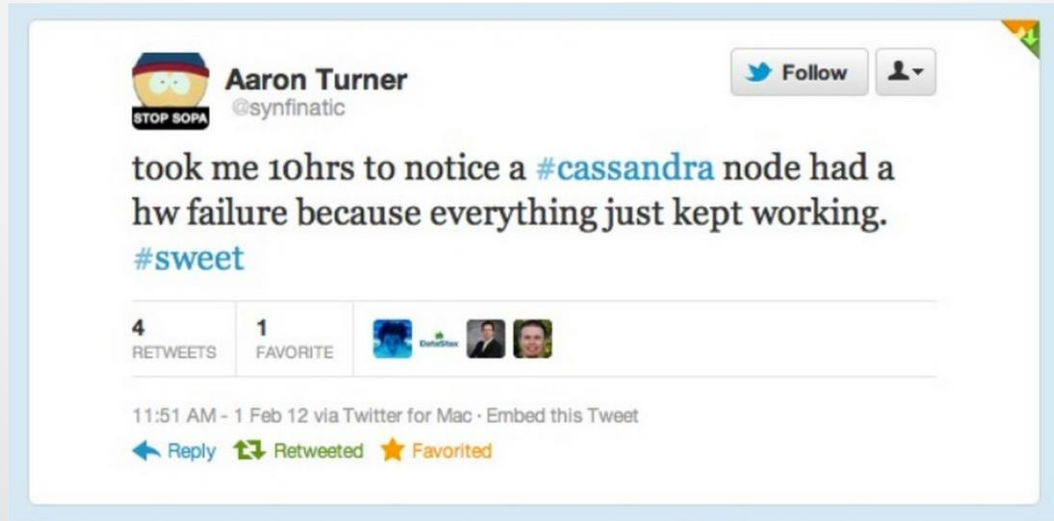 Aaron Turner
@synfinatic
STOP SOPA
Follow
took me 10hrs to notice a #cassandra node had a
hw failure because everything just kept working.
#sweet
4
RETWEETS
1
FAVORITE
DataStax
11:51 AM - 1 Feb 12 via Twitter for Mac · Embed this Tweet
Reply Retweeted Favorited